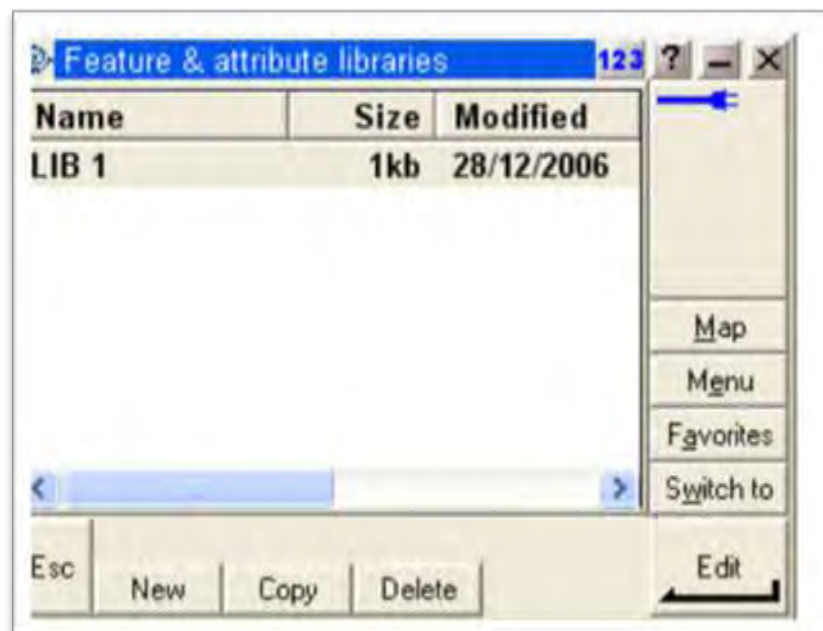 Feature & attribute libraries 123 ?
Name Size Modified
LIB 1 1kb 28/12/2006
Map
Menu
Favorites
Switch to
Esc New Copy Delete Edit